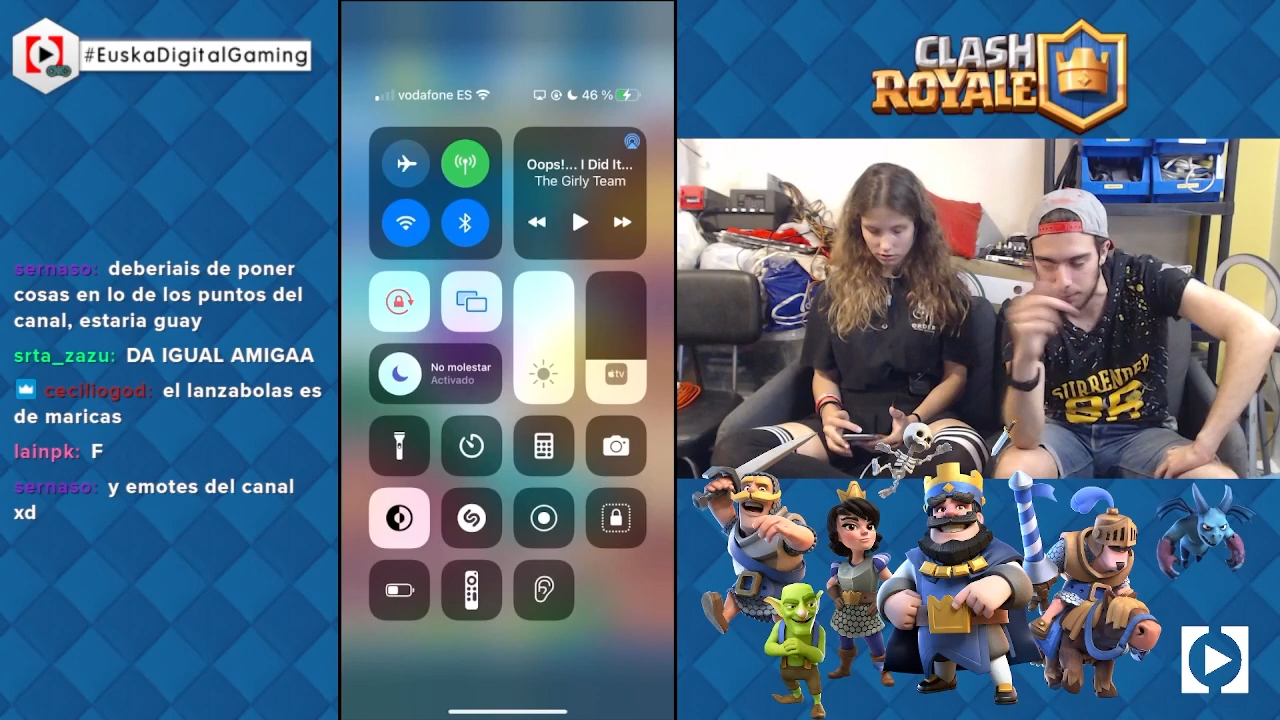 #EuskaDigitalGaming
sernaso: deberiais de poner
cosas en lo de los puntos del
canal, estaria guay
srta_zazu: DA IGUAL AMIGAA
ceciliogod: el lanzabolas es
de maricas
lainpk: F
sernaso: y emotes del canal
xd
vodafone ES
46 %
Oops!... I Did It...
The Girly Team
No molestar
Activado
tv
CLASH
ROYALE
ORDER
SURRENDER